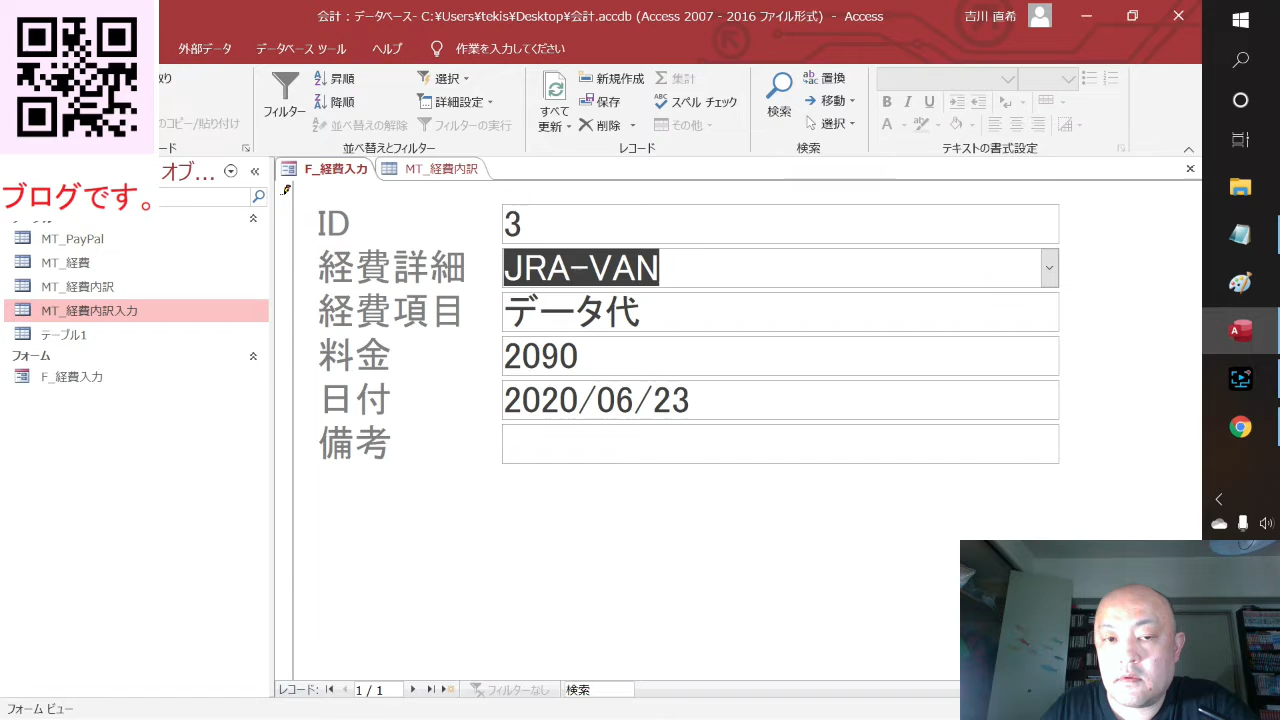 会計 : データベース- C:¥Users¥tekis¥Desktop¥会計.accdb (Access 2007 - 2016 ファイル形式) - Access
吉川 直希
外部データ
データベース ツール
ヘルプ
作業を入力してください
フィルター
昇順
降順
並べ替えの解除
選択
詳細設定
フィルターの実行
並べ替えとフィルター
すべて
更新
新規作成
保存
削除
集計
スペル チェック
その他
レコード
検索
置換
移動
選択
検索
テキストの書式設定
のコピー/貼り付け
ブログです。
オブ...
MT_PayPal
MT_経費
MT_経費内訳
MT_経費内訳入力
テーブル1
フォーム
F_経費入力
F_経費入力
MT_経費内訳
ID
3
経費詳細
JRA-VAN
経費項目
データ代
料金
2090
日付
2020/06/23
備考
レコード:
1 / 1
フィルターなし
検索
フォーム ビュー